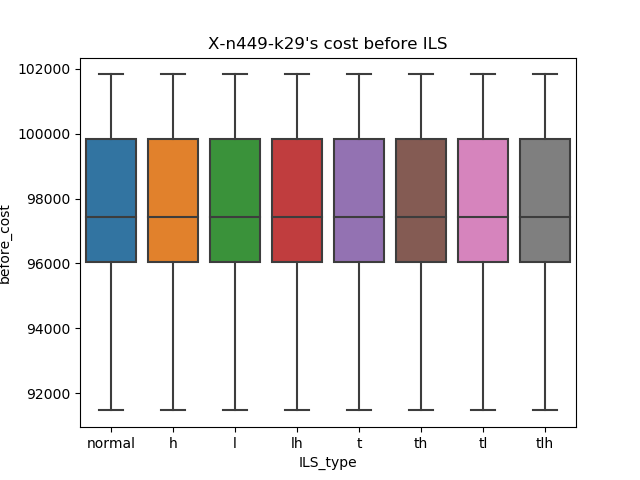 X-n449-k29's cost before ILS
102000
100000
98000
96000
94000
92000
before_cost
normal h l lh t th tl tlh
ILS_type